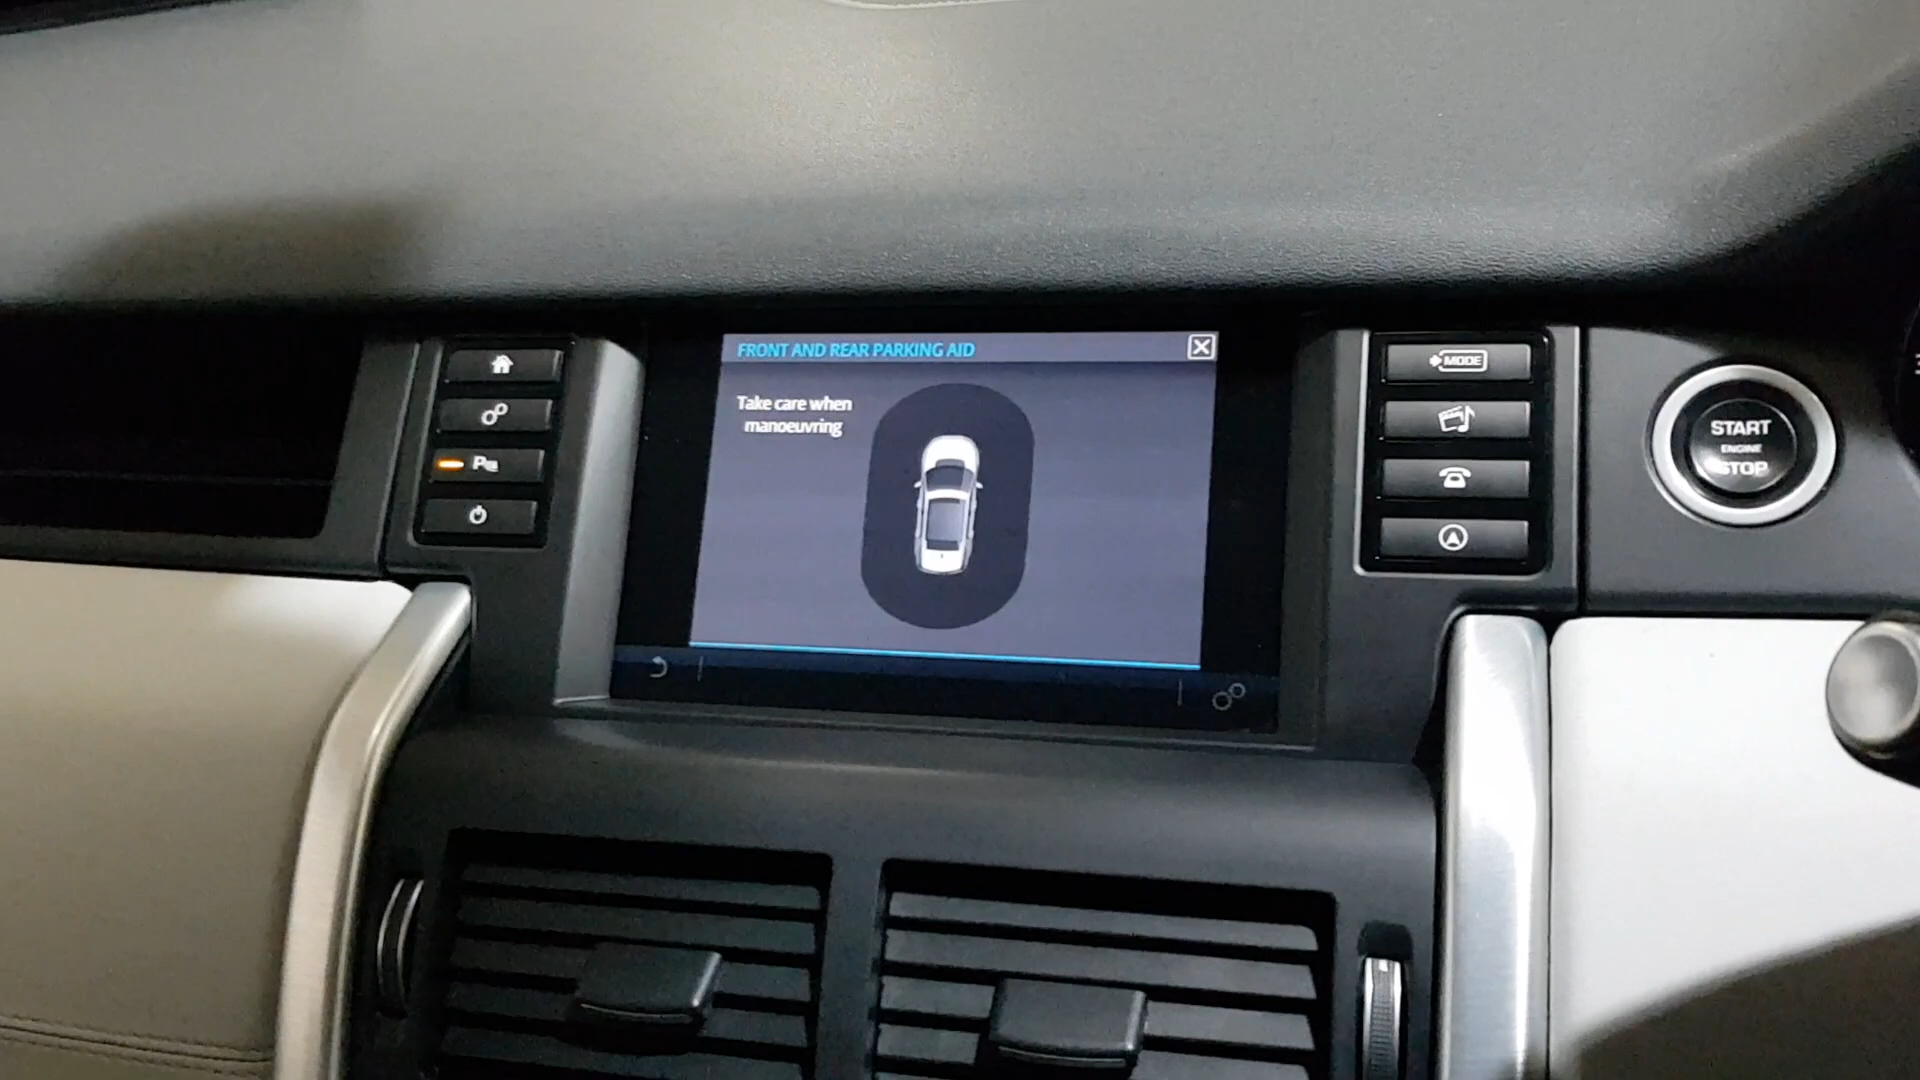 FRONT AND REAR PARKING AID
Take care when
manoeuvring
P
MODE
START
ENGINE
STOP